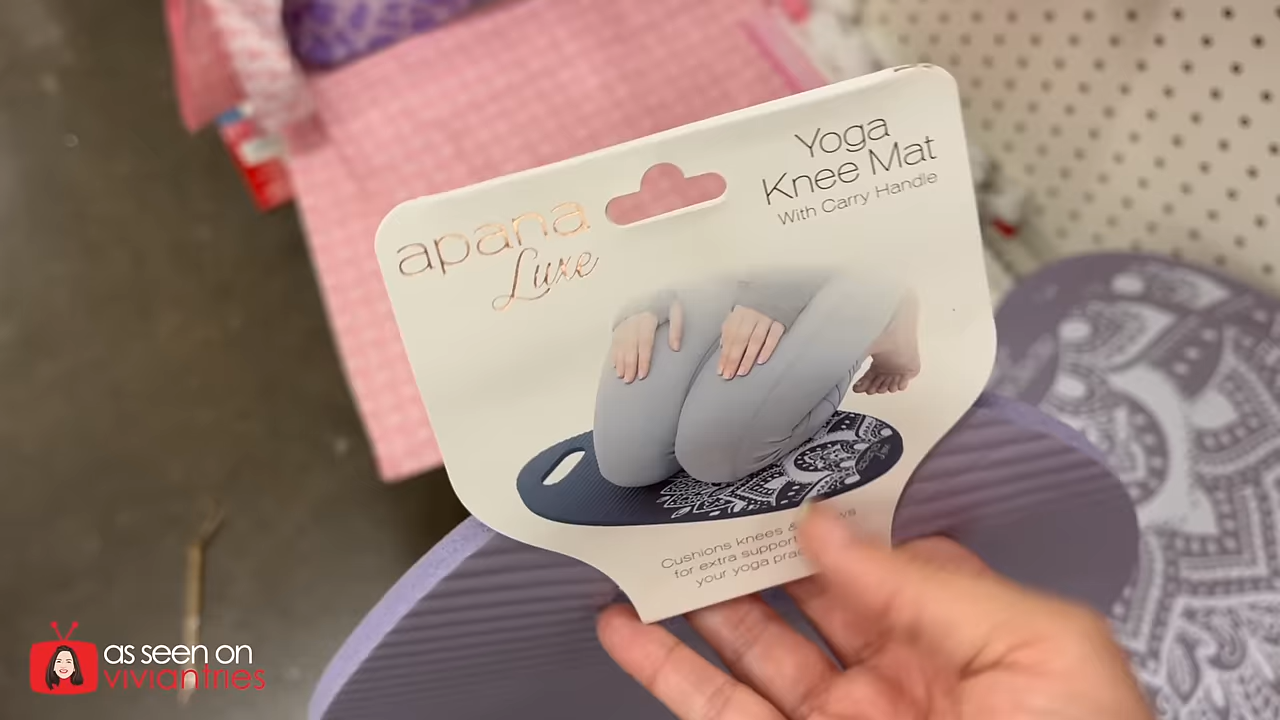 apana
Luxe
Yoga
Knee Mat
With Carry Handle
Cushions knees &
for extra support
your yoga
as seen on
viviantries